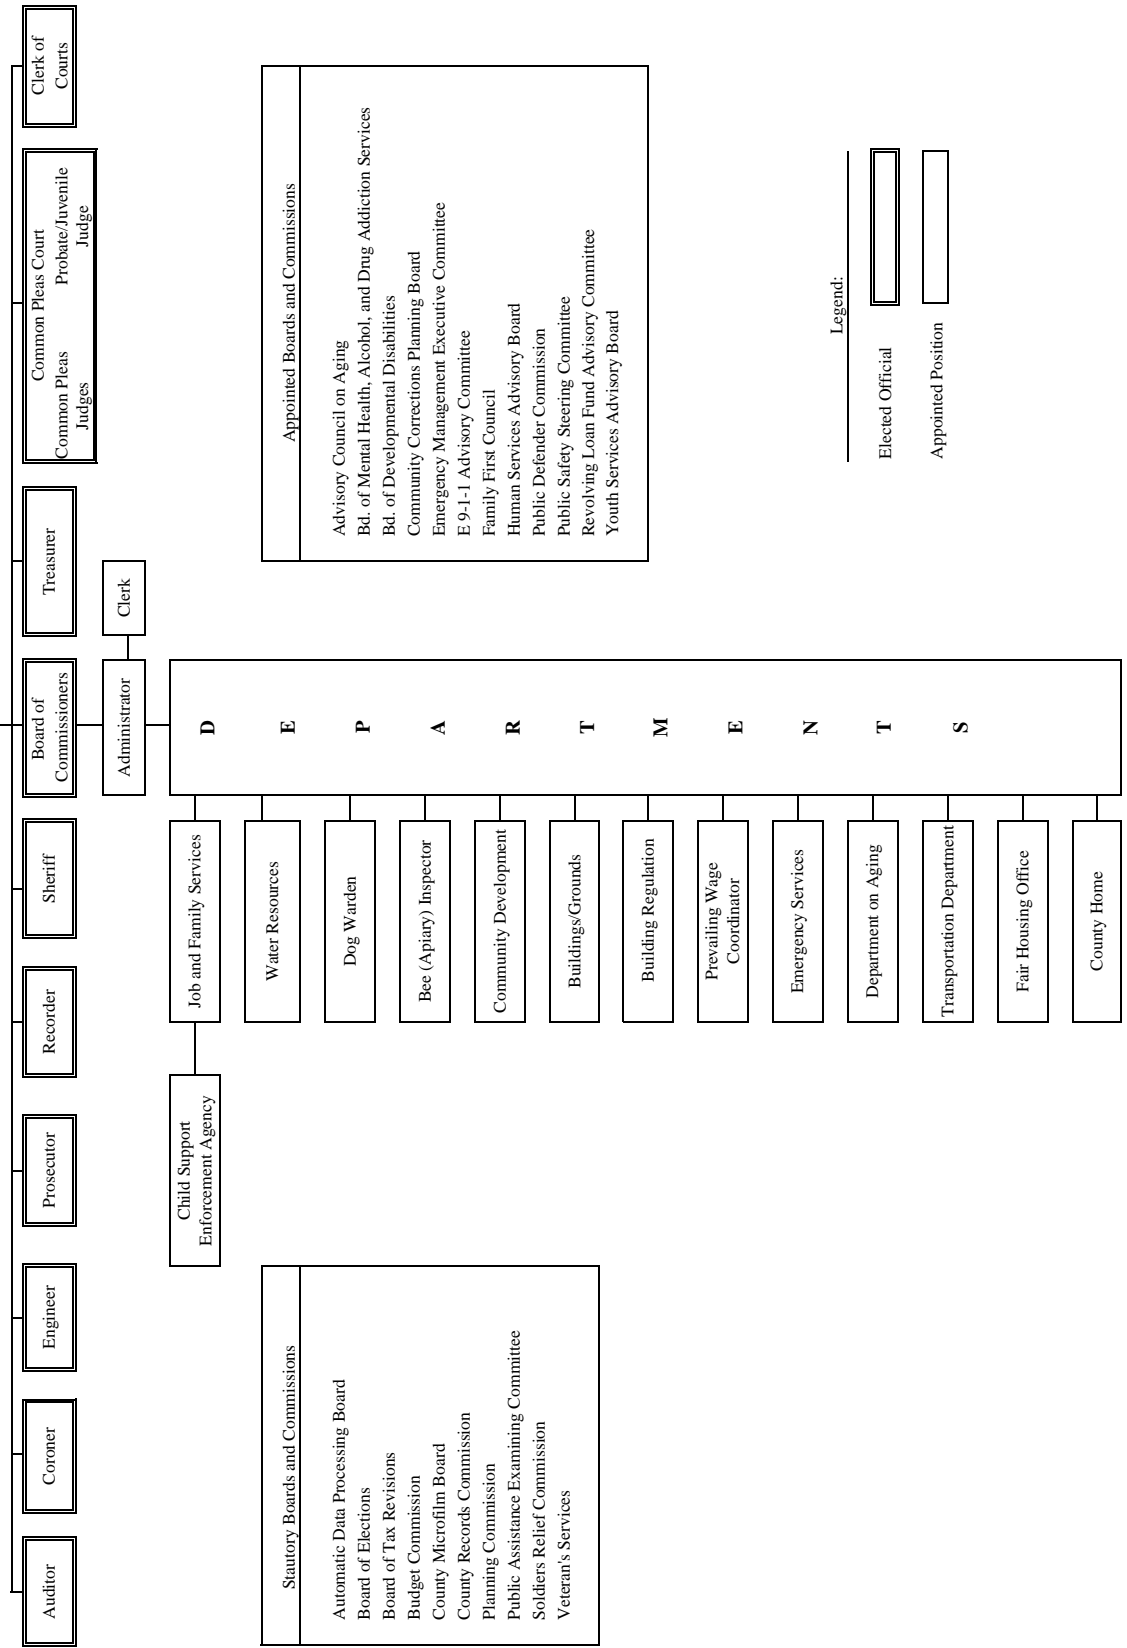 Auditor
Coroner
Engineer
Prosecutor
Recorder
Sheriff
Board of
Commissioners
Treasurer
Common Pleas Court
Common Pleas Probate/Juvenile
Judges Judge
Clerk of
Courts
Administrator
Clerk
Child Support
Enforcement Agency
Job and Family Services
Water Resources
Dog Warden
Bee (Apiary) Inspector
Community Development
Buildings/Grounds
Building Regulation
Prevailing Wage
Coordinator
Emergency Services
Department on Aging
Transportation Department
Fair Housing Office
County Home
D
E
P
A
R
T
M
E
N
T
S
Stautory Boards and Commissions
Automatic Data Processing Board
Board of Elections
Board of Tax Revisions
Budget Commission
County Microfilm Board
County Records Commission
Planning Commission
Public Assistance Examining Committee
Soldiers Relief Commission
Veteran's Services
Appointed Boards and Commissions
Advisory Council on Aging
Bd. of Mental Health, Alcohol, and Drug Addiction Services
Bd. of Developmental Disabilities
Community Corrections Planning Board
Emergency Management Executive Committee
E 9-1-1 Advisory Committee
Family First Council
Human Services Advisory Board
Public Defender Commission
Public Safety Steering Committee
Revolving Loan Fund Advisory Committee
Youth Services Advisory Board
Legend:
Elected Official
Appointed Position